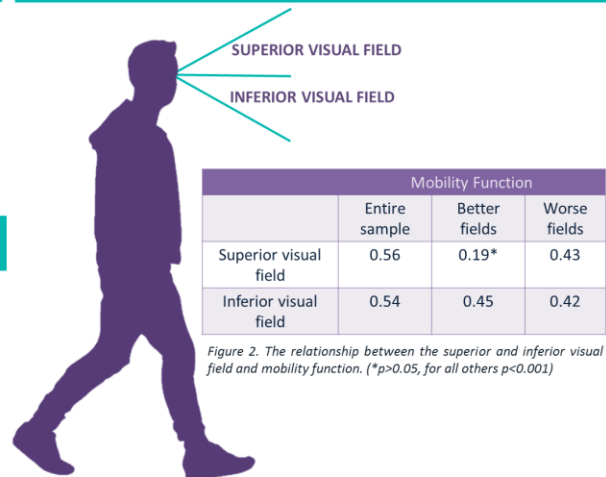 SUPERIOR VISUAL FIELD
INFERIOR VISUAL FIELD
Mobility Function
Entire sample Better fields Worse fields
Superior visual field 0.56 0.19* 0.43
Inferior visual field 0.54 0.45 0.42
Figure 2. The relationship between the superior and inferior visual
field and mobility function. (*p>0.05, for all others p<0.001)